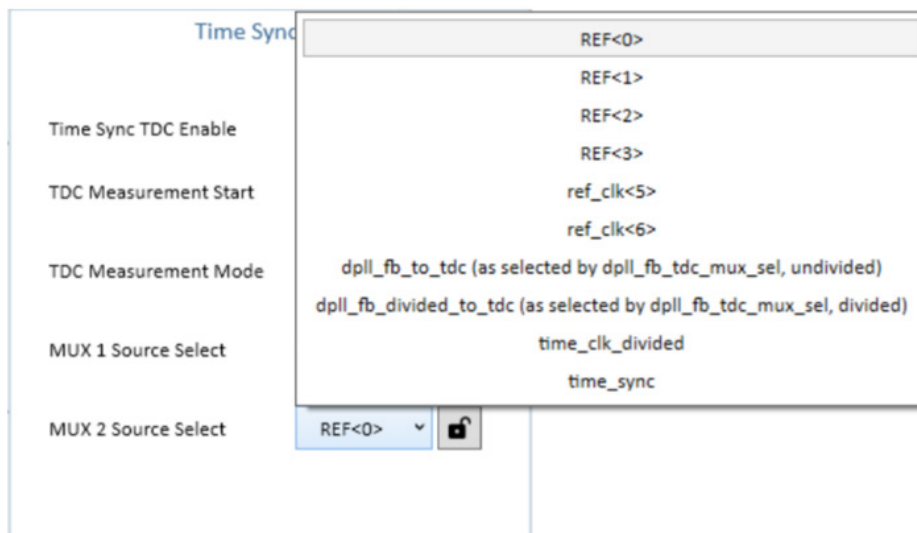 Time Sync
REF<0>
REF<1>
REF<2>
REF<3>
ref_clk<5>
ref_clk<6>
dpll_fb_to_tdc (as selected by dpll_fb_tdc_mux_sel, undivided)
dpll_fb_divided_to_tdc (as selected by dpll_fb_tdc_mux_sel, divided)
time_clk_divided
time_sync
Time Sync TDC Enable
TDC Measurement Start
TDC Measurement Mode
MUX 1 Source Select
MUX 2 Source Select REF<0>